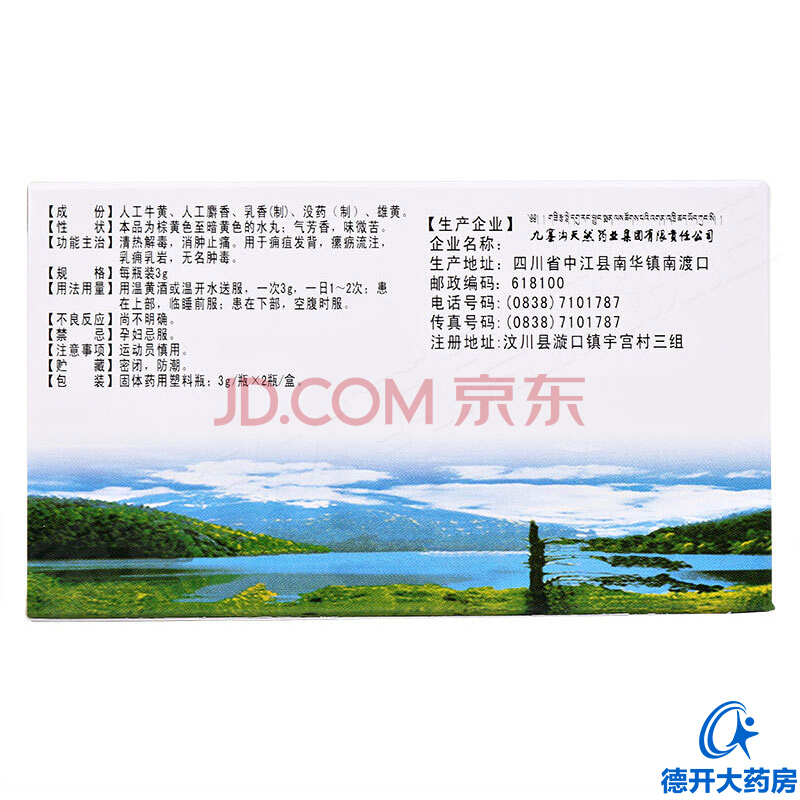 【成　份】人工牛黄、人工麝香、乳香(制)、没药（制）、雄黄。
【性　状】本品为棕黄色至暗黄色的水丸；气芳香，味微苦。
【功能主治】清热解毒，消肿止痛。用于痈疽发背，瘰疬流注，
乳痈乳岩，无名肿毒。
【规　格】每瓶装3g
【用法用量】用温黄酒或温开水送服，一次3g，一日1～2次；患
在上部，临睡前服；患在下部，空腹时服。
【不良反应】尚不明确。
【禁　忌】孕妇忌服。
【注意事项】运动员慎用。
【贮　藏】密闭，防潮。
【包　装】固体药用塑料瓶；3g/瓶×2瓶/盒。
【生产企业】
企业名称：九寨沟天然药业集团有限责任公司
生产地址：四川省中江县南华镇南渡口
邮政编码：618100
电话号码：(0838)7101787
传真号码：(0838)7101787
注册地址：汶川县漩口镇宇宫村三组
JD.COM 京东
德开大药房